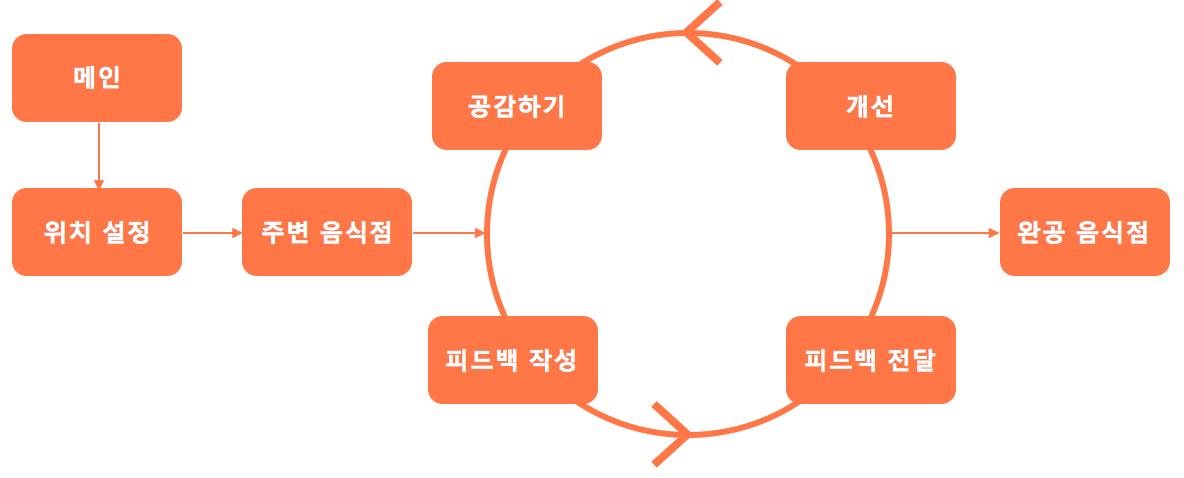 메인
위치 설정
주변 음식점
공감하기
개선
피드백 작성
피드백 전달
완공 음식점